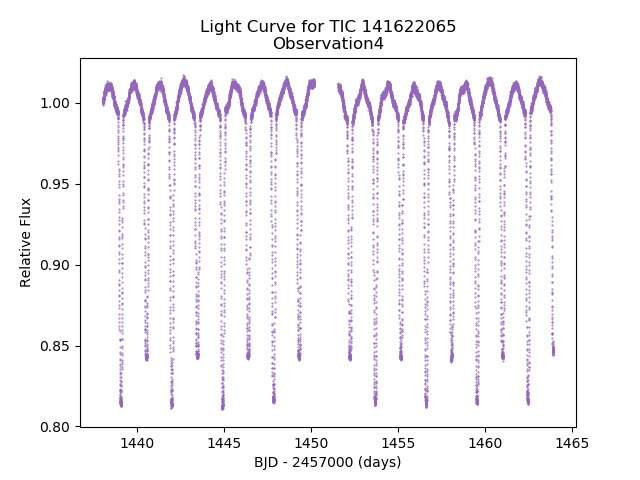 Light Curve for TIC 141622065
Observation4
1.00
0.95
0.90
0.85
0.80
Relative Flux
1440
1445
1450
1455
1460
1465
BJD - 2457000 (days)